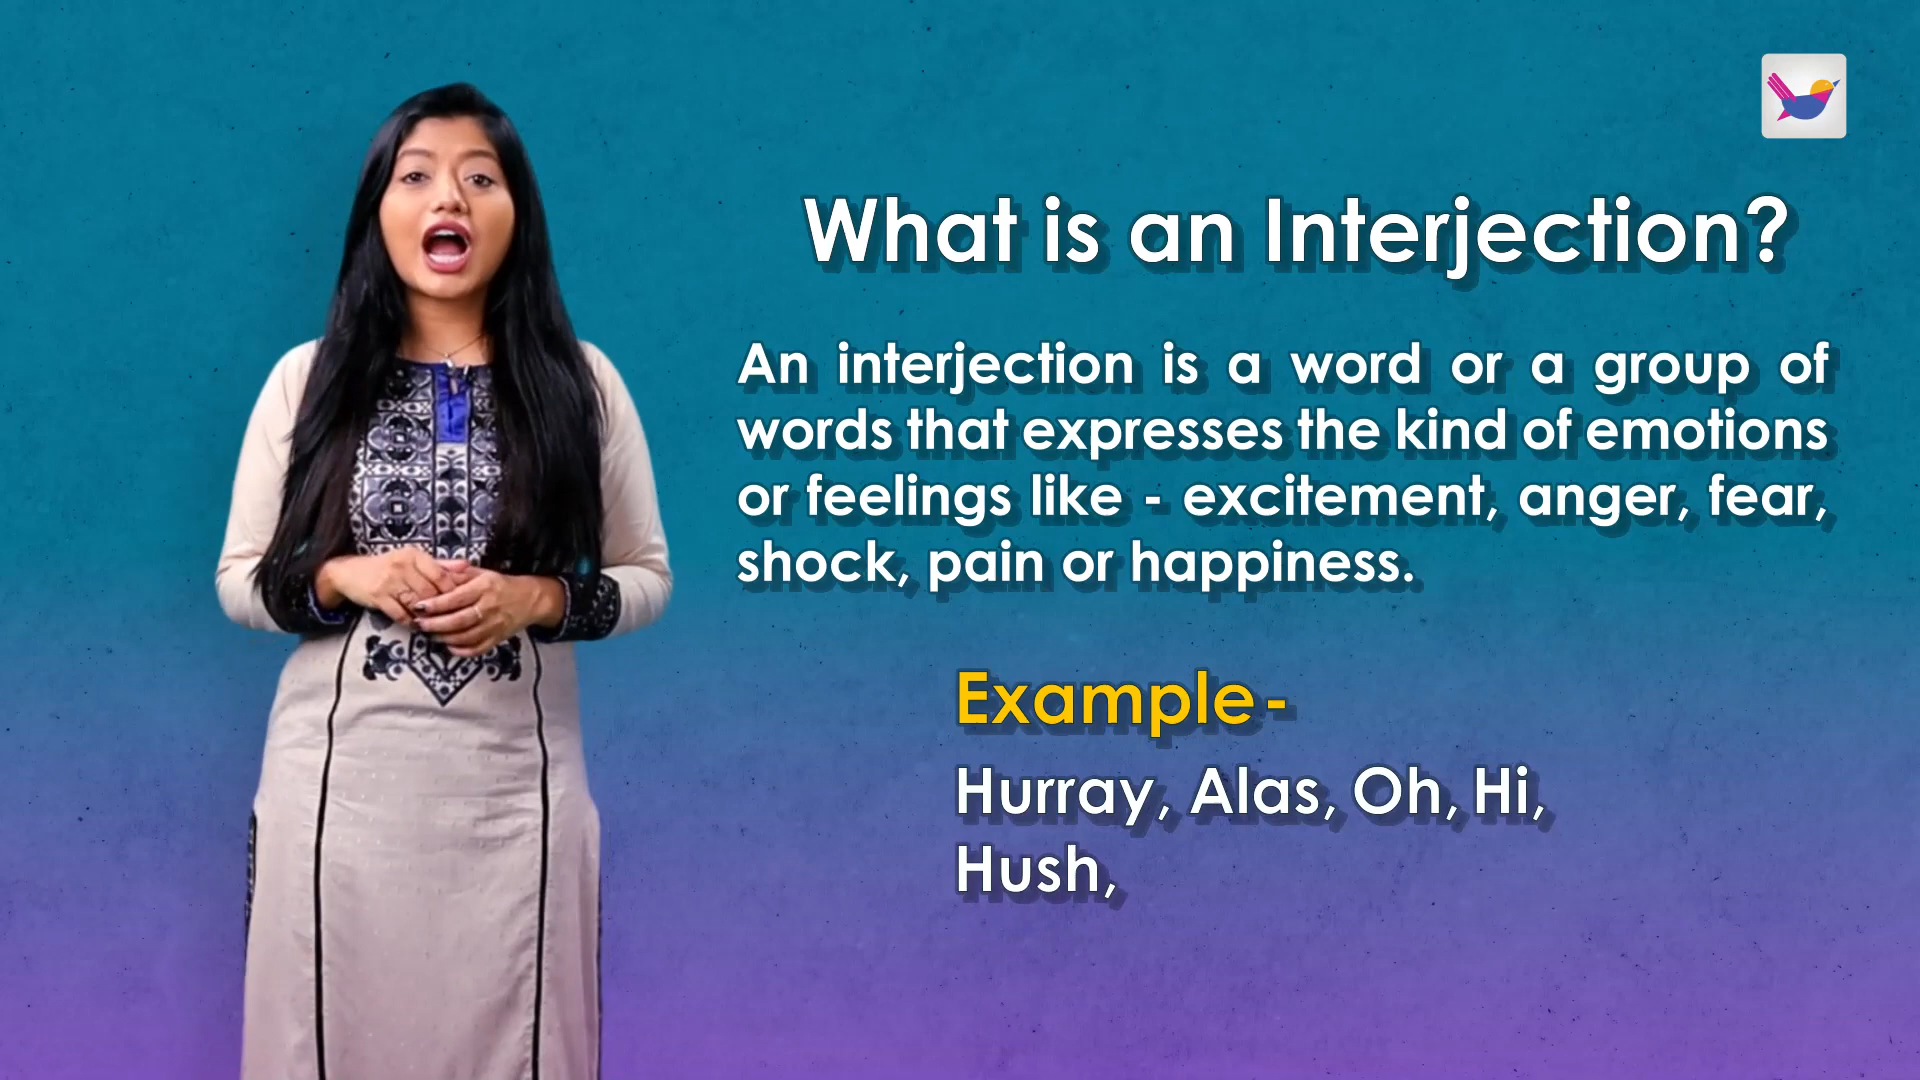 What is an Interjection?
An interjection is a word or a group of
words that expresses the kind of emotions
or feelings like - excitement, anger, fear,
shock, pain or happiness.
Example -
Hurray, Alas, Oh, Hi,
Hush,